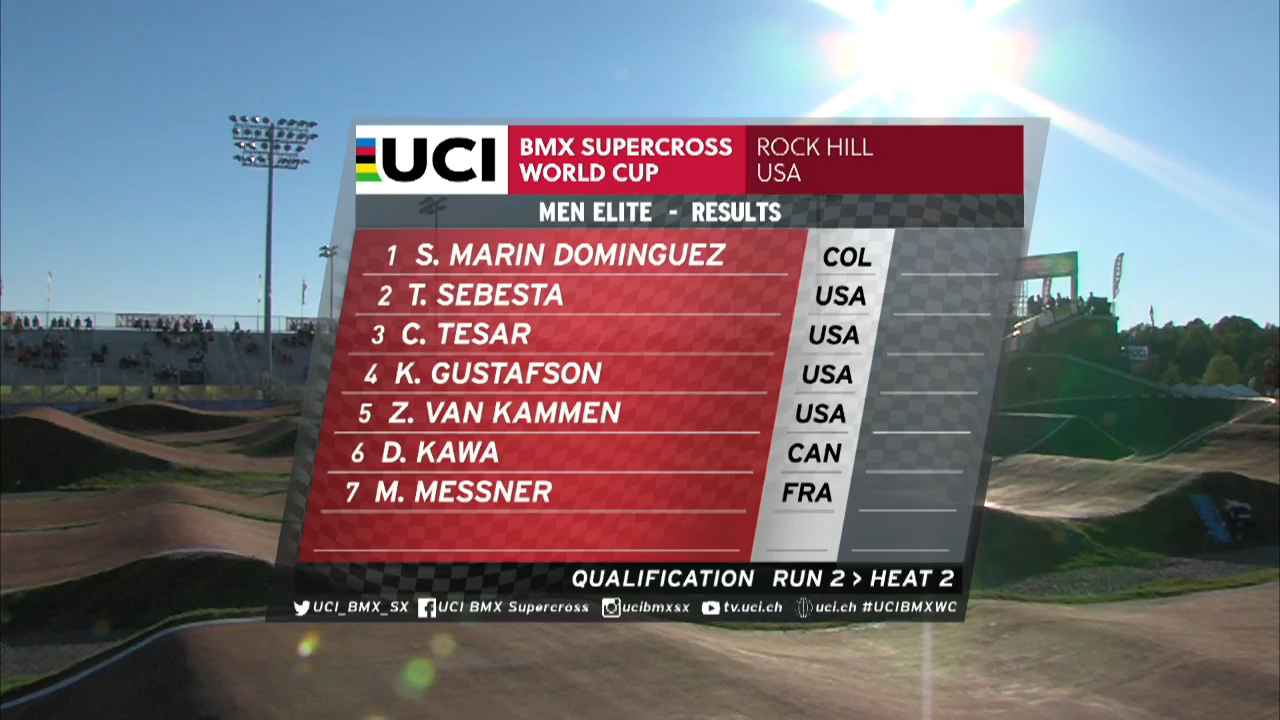 UCI BMX SUPERCROSS WORLD CUP ROCK HILL USA
MEN ELITE - RESULTS
1 S. MARIN DOMINGUEZ COL
2 T. SEBESTA USA
3 C. TESAR USA
4 K. GUSTAFSON USA
5 Z. VAN KAMMEN USA
6 D. KAWA CAN
7 M. MESSNER FRA
QUALIFICATION RUN 2 > HEAT 2
UCI_BMX_SX UCI BMX Supercross ucibmxsx tv.uci.ch uci.ch #UCIBMXWC
UCI